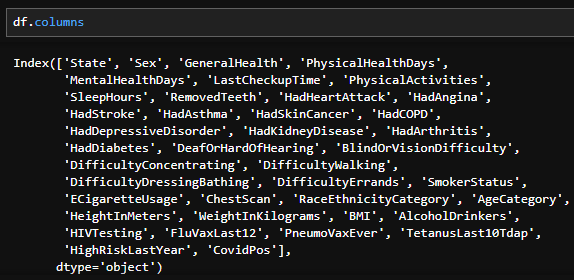 df.columns
Index(['State', 'Sex', 'GeneralHealth', 'PhysicalHealthDays',
'MentalHealthDays', 'LastCheckupTime', 'PhysicalActivities',
'SleepHours', 'RemovedTeeth', 'HadHeartAttack', 'HadAngina',
'HadStroke', 'HadAsthma', 'HadSkinCancer', 'HadCOPD',
'HadDepressiveDisorder', 'HadKidneyDisease', 'HadArthritis',
'HadDiabetes', 'DeafOrHardOfHearing', 'BlindOrVisionDifficulty',
'DifficultyConcentrating', 'DifficultyWalking',
'DifficultyDressingBathing', 'DifficultyErrands', 'SmokerStatus',
'ECigaretteUsage', 'ChestScan', 'RaceEthnicityCategory', 'AgeCategory',
'HeightInMeters', 'WeightInKilograms', 'BMI', 'AlcoholDrinkers',
'HIVTesting', 'FluVaxLast12', 'PneumoVaxEver', 'TetanusLast10Tdap',
'HighRiskLastYear', 'CovidPos'],
dtype='object')